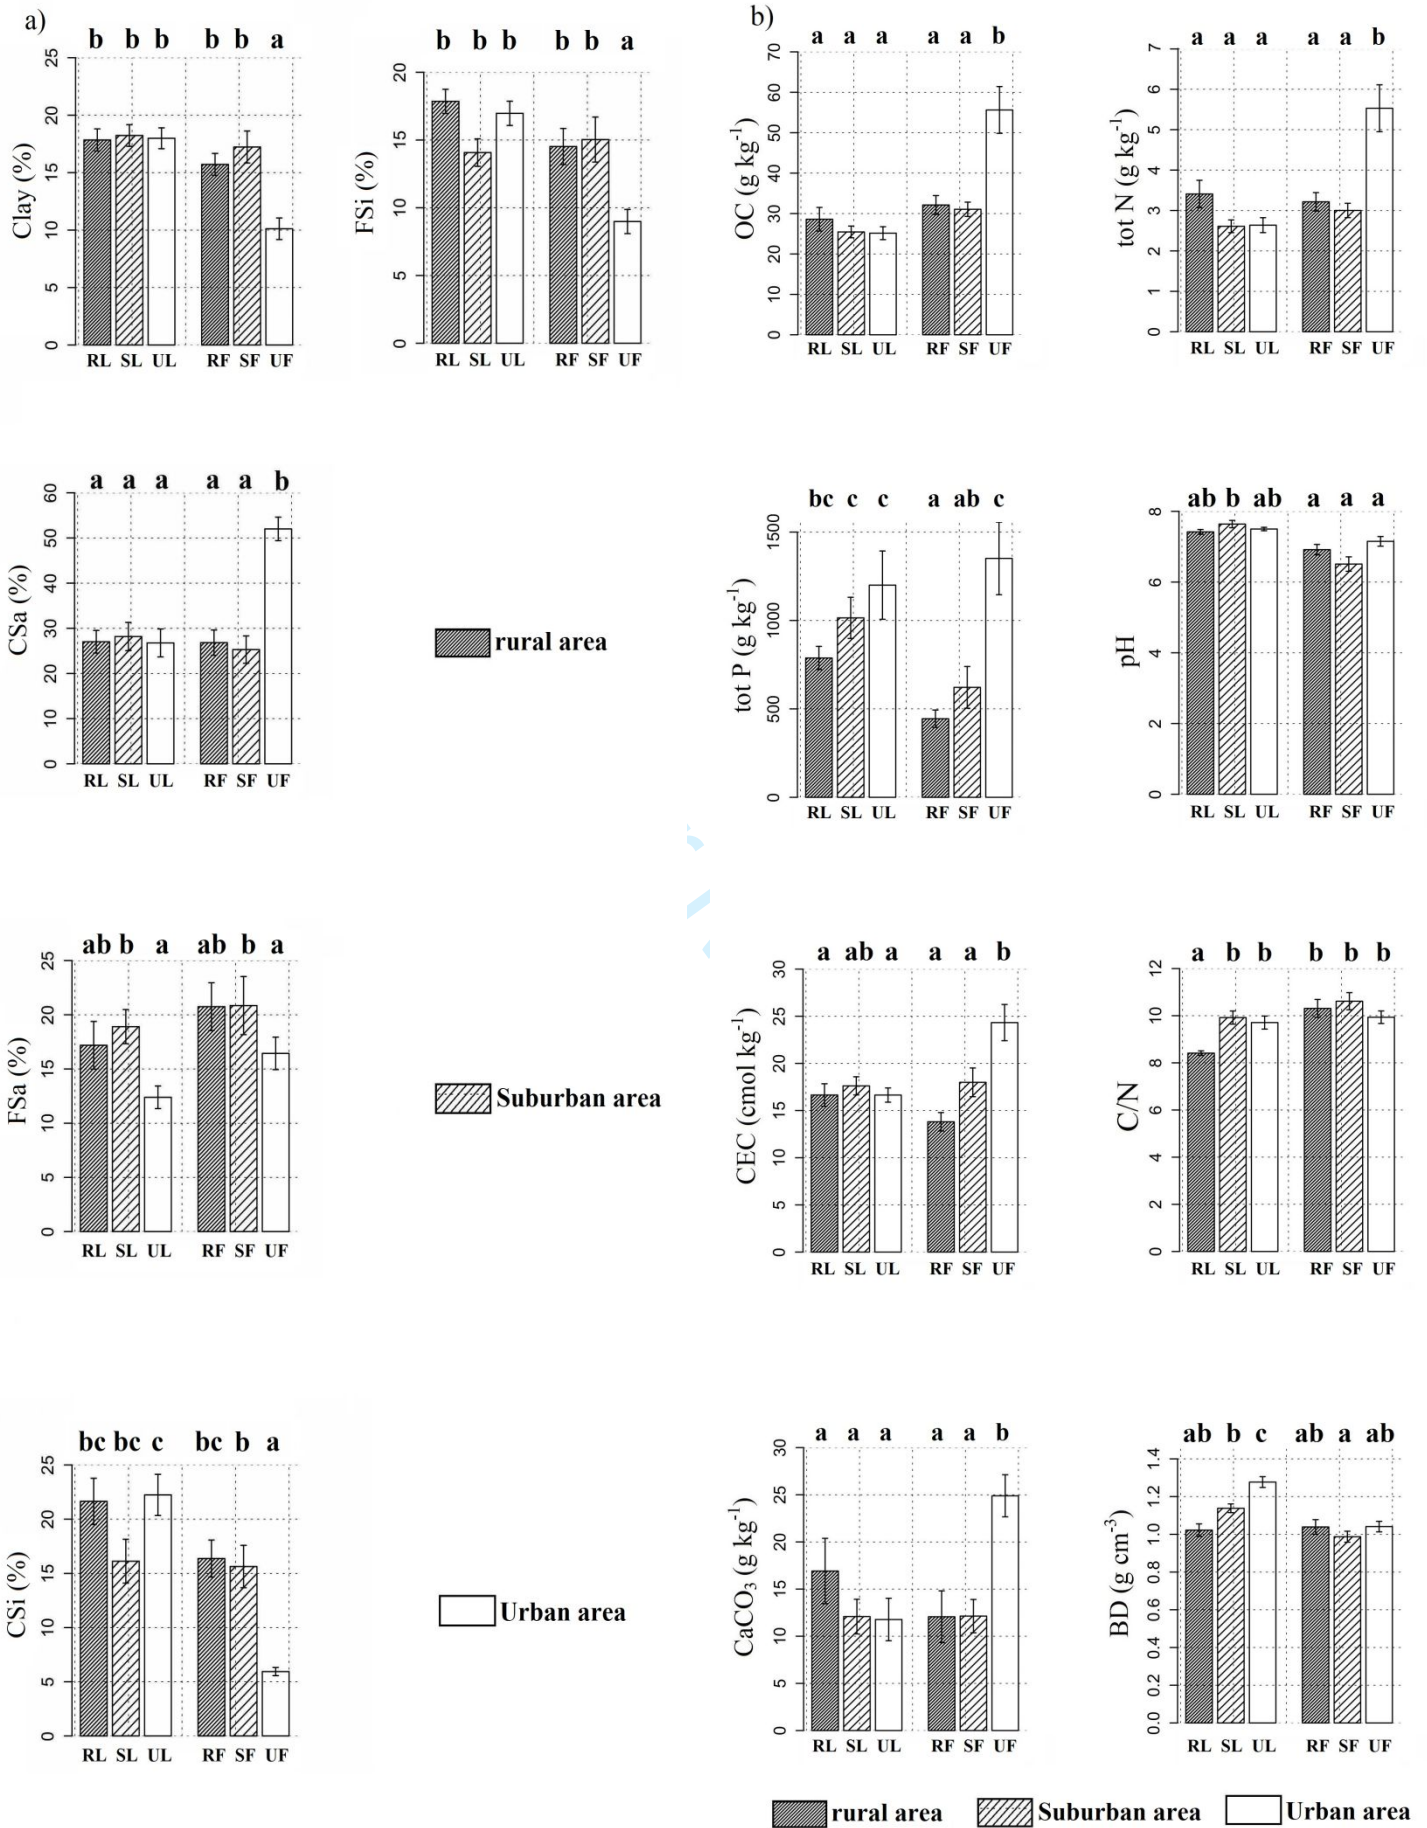 a)
b b b b b a
Clay (%)
0 5 10 15 20 25
RL SL UL RF SF UF
b b b b b a
FSi (%)
0 5 10 15 20
RL SL UL RF SF UF
a a a a a b
CSa (%)
0 10 20 30 40 50 60
RL SL UL RF SF UF
rural area
ab b a ab b a
FSa (%)
0 5 10 15 20 25
RL SL UL RF SF UF
Suburban area
bc bc c bc b a
CSi (%)
0 5 10 15 20 25
RL SL UL RF SF UF
Urban area
b)
a a a a a b
OC (g kg⁻¹)
0 10 20 30 40 50 60 70
RL SL UL RF SF UF
a a a a a b
tot N (g kg⁻¹)
0 1 2 3 4 5 6 7
RL SL UL RF SF UF
bc c c a ab c
tot P (g kg⁻¹)
0 500 1000 1500
RL SL UL RF SF UF
ab b ab a a a
pH
0 2 4 6 8
RL SL UL RF SF UF
a ab a a a b
CEC (cmol kg⁻¹)
0 5 10 15 20 25 30
RL SL UL RF SF UF
a b b b b b
C/N
0 2 4 6 8 10 12
RL SL UL RF SF UF
a a a a a b
CaCO₃ (g kg⁻¹)
0 5 10 15 20 25 30
RL SL UL RF SF UF
ab b c ab a ab
BD (g cm⁻³)
0.0 0.2 0.4 0.6 0.8 1.0 1.2 1.4
RL SL UL RF SF UF
rural area Suburban area Urban area